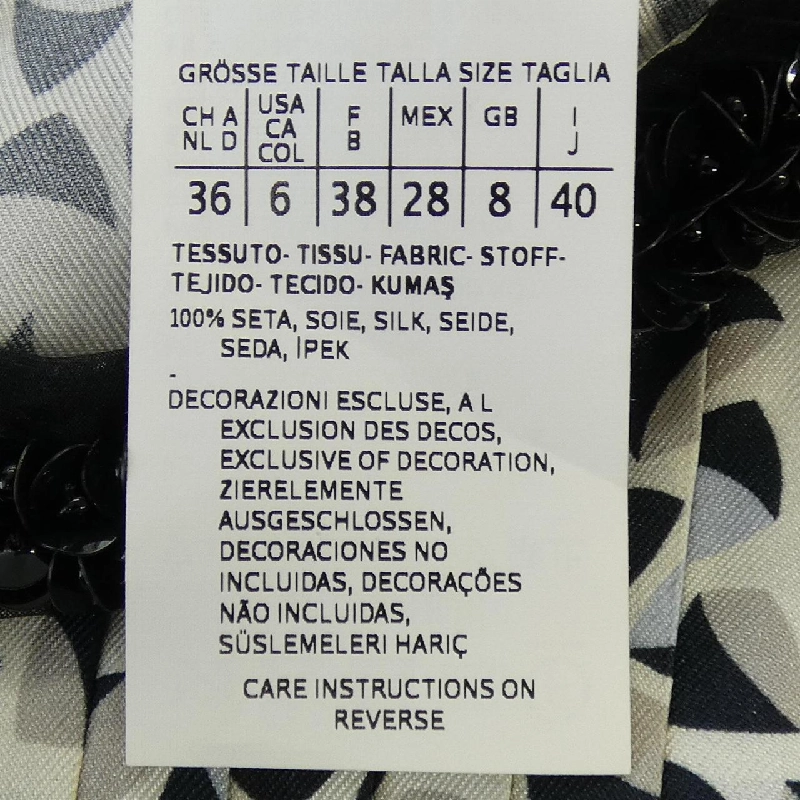 GRÖSSE TAILLE TALLA SIZE TAGLIA
CH A NL D USA CA COL F B MEX GB I J
36 6 38 28 8 40
TESSUTO- TISSU- FABRIC- STOFF-
TEJIDO- TECIDO- KUMAŞ
100% SETA, SOIE, SILK, SEIDE,
SEDA, İPEK
-
DECORAZIONI ESCLUSE, A L
EXCLUSION DES DECOS,
EXCLUSIVE OF DECORATION,
ZIERELEMENTE
AUSGESCHLOSSEN,
DECORACIONES NO
INCLUIDAS, DECORAÇÕES
NÃO INCLUIDAS,
SÜSLEMELERI HARIÇ
CARE INSTRUCTIONS ON
REVERSE